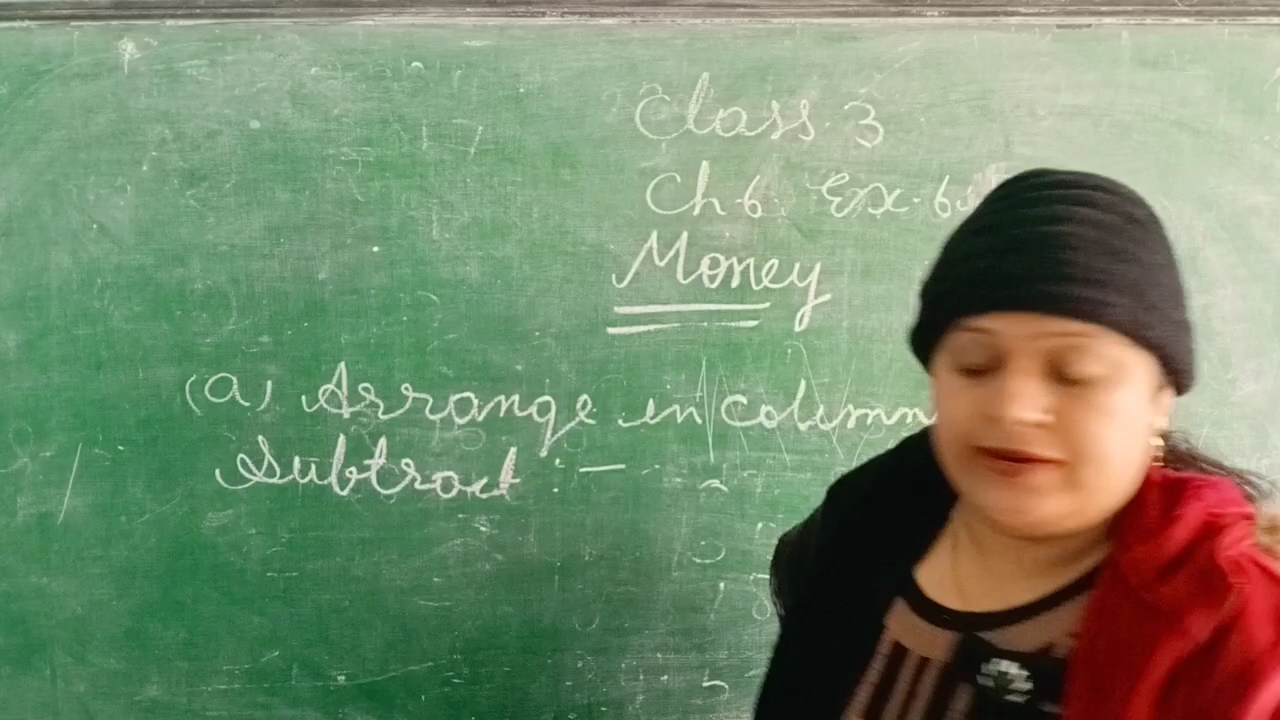 Class 3
Ch-6. Ex. 6
Money
(a) Arrange in column
Subtract : —